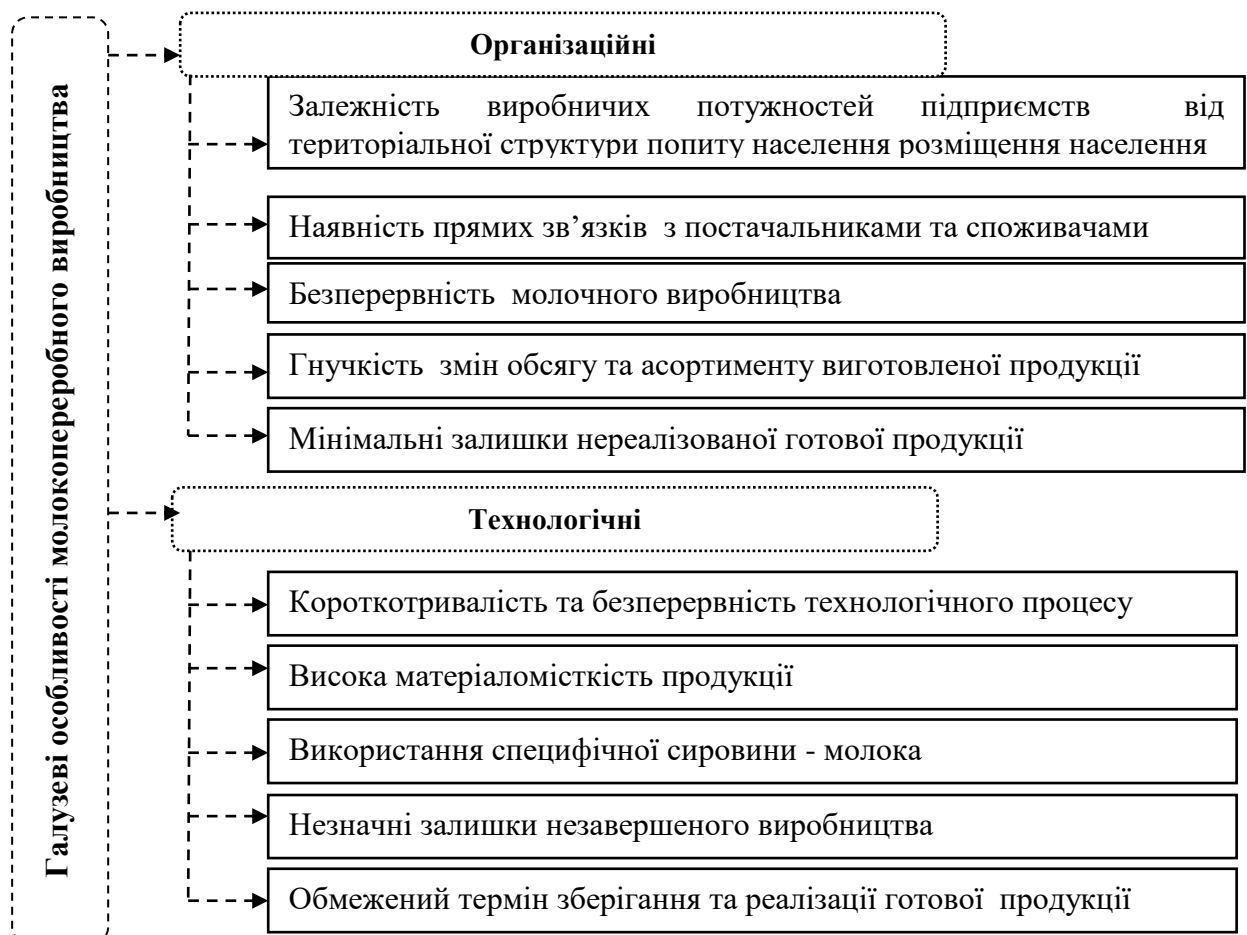 Галузеві особливості молокопереробного виробництва
Організаційні
Залежність виробничих потужностей підприємств від
територіальної структури попиту населення розміщення населення
Наявність прямих зв’язків з постачальниками та споживачами
Безперервність молочного виробництва
Гнучкість змін обсягу та асортименту виготовленої продукції
Мінімальні залишки нереалізованої готової продукції
Технологічні
Короткотривалість та безперервність технологічного процесу
Висока матеріаломісткість продукції
Використання специфічної сировини - молока
Незначні залишки незавершеного виробництва
Обмежений термін зберігання та реалізації готової продукції